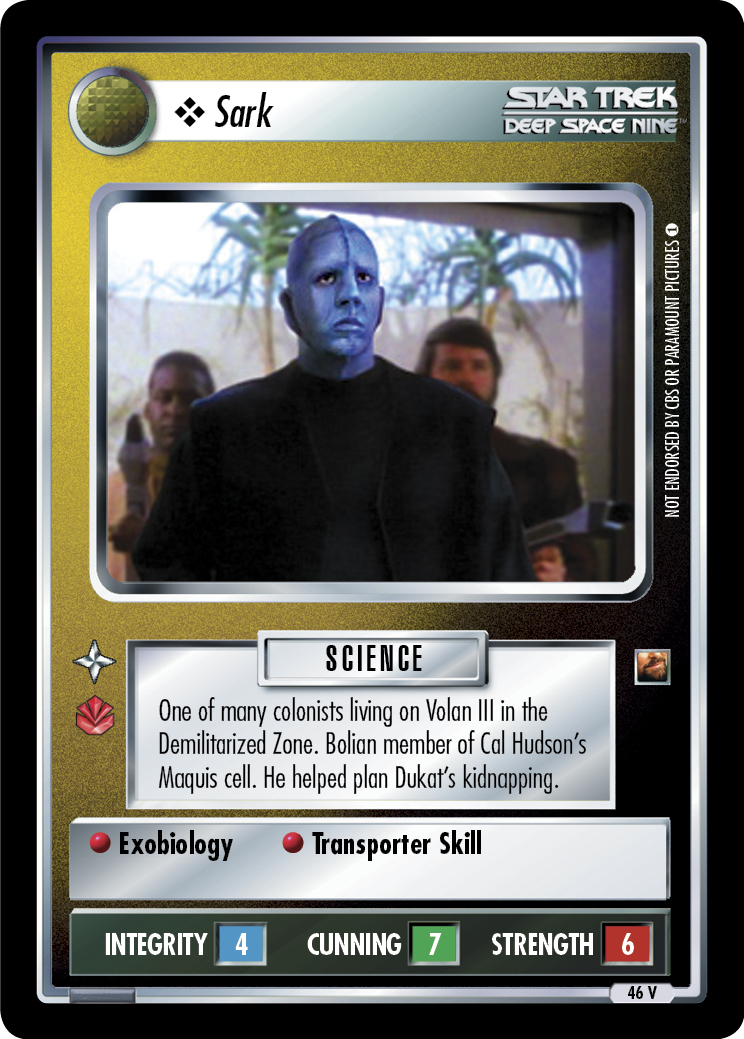 ❖ Sark
STAR TREK
DEEP SPACE NINE™
NOT ENDORSED BY CBS OR PARAMOUNT PICTURES 1
SCIENCE
One of many colonists living on Volan III in the
Demilitarized Zone. Bolian member of Cal Hudson's
Maquis cell. He helped plan Dukat's kidnapping.
Exobiology Transporter Skill
INTEGRITY 4 CUNNING 7 STRENGTH 6
46 V